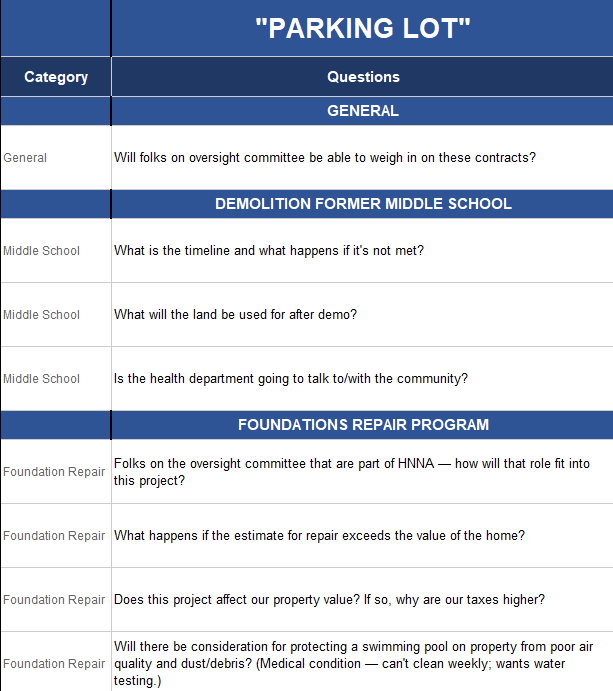 "PARKING LOT"
Category Questions
GENERAL
General Will folks on oversight committee be able to weigh in on these contracts?
DEMOLITION FORMER MIDDLE SCHOOL
Middle School What is the timeline and what happens if it's not met?
Middle School What will the land be used for after demo?
Middle School Is the health department going to talk to/with the community?
FOUNDATIONS REPAIR PROGRAM
Foundation Repair Folks on the oversight committee that are part of HNNA — how will that role fit into
this project?
Foundation Repair What happens if the estimate for repair exceeds the value of the home?
Foundation Repair Does this project affect our property value? If so, why are our taxes higher?
Foundation Repair Will there be consideration for protecting a swimming pool on property from poor air
quality and dust/debris? (Medical condition — can't clean weekly; wants water
testing.)